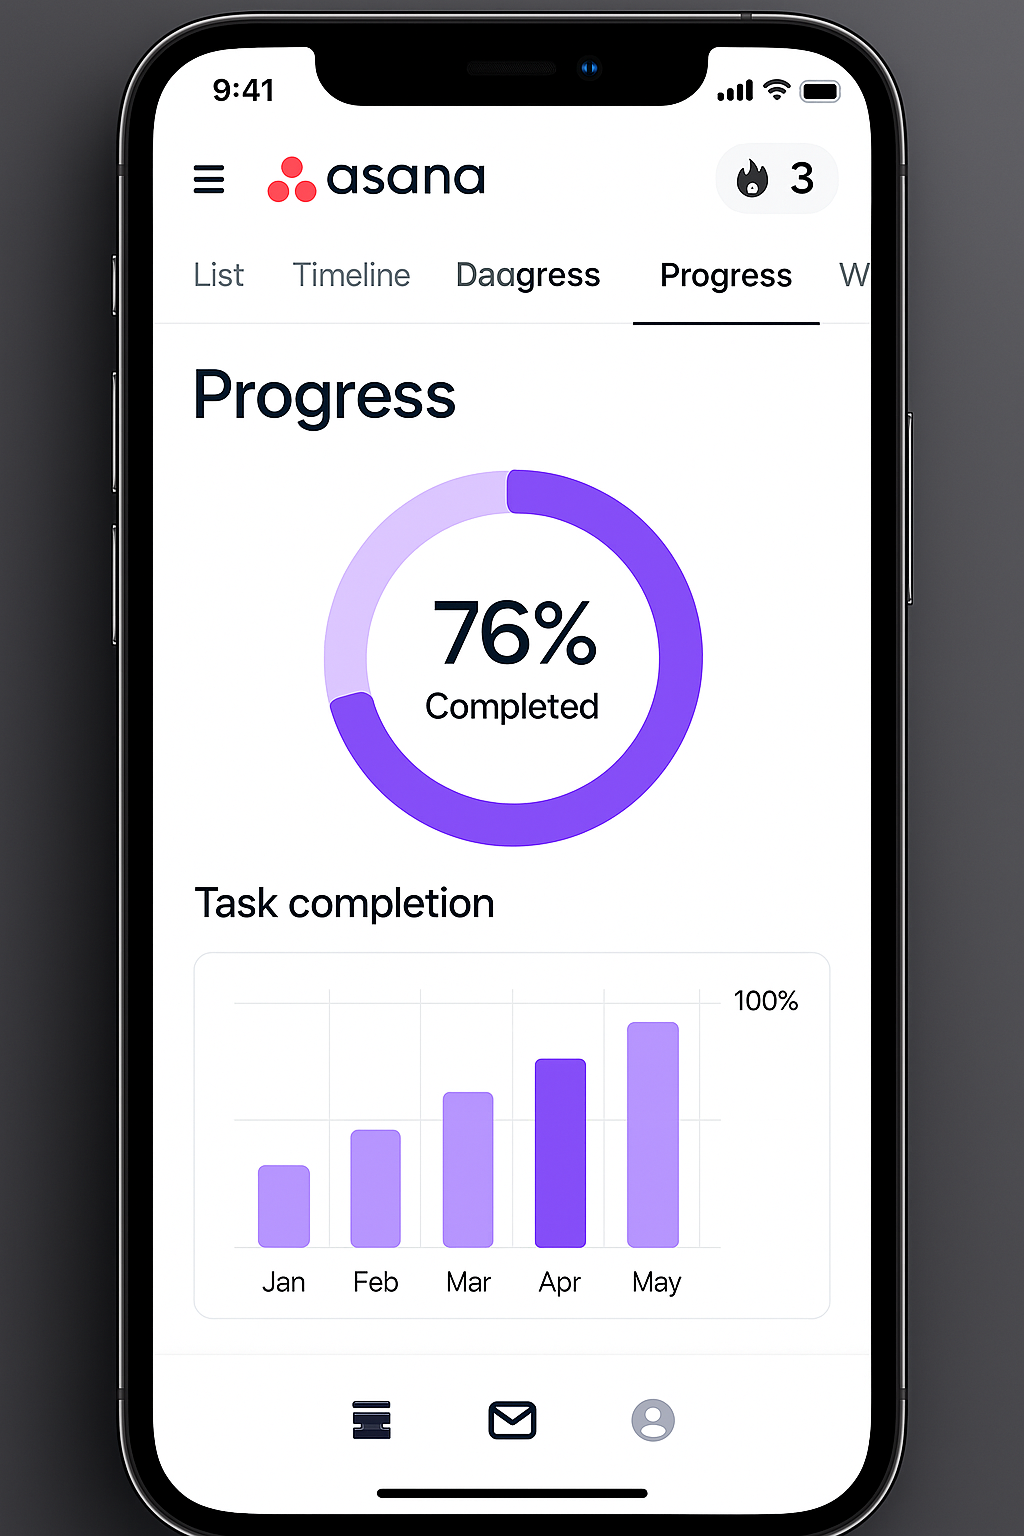 9:41
asana
3
List Timeline Daagress Progress W
Progress
76%
Completed
Task completion
100%
Jan Feb Mar Apr May